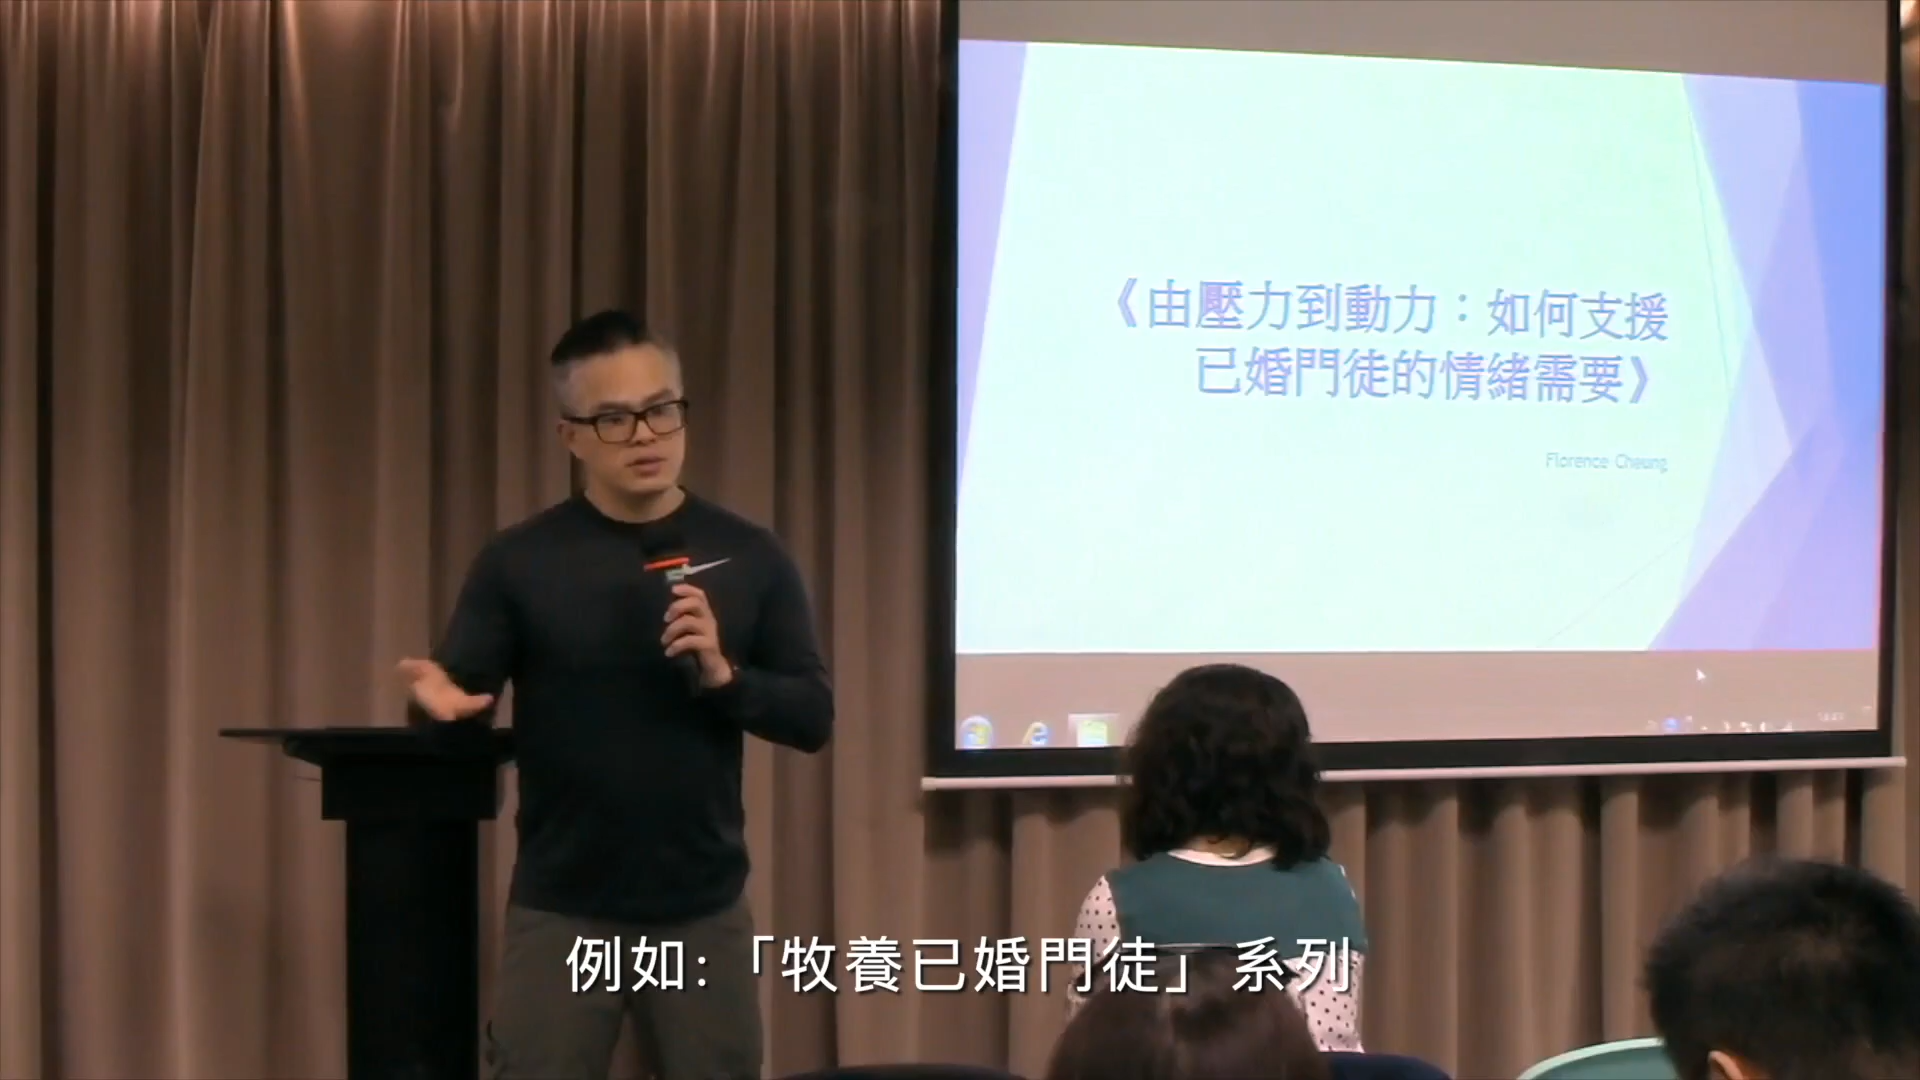 《由壓力到動力：如何支援
已婚門徒的情緒需要》
Florence Cheung
例如:「牧養已婚門徒」系列